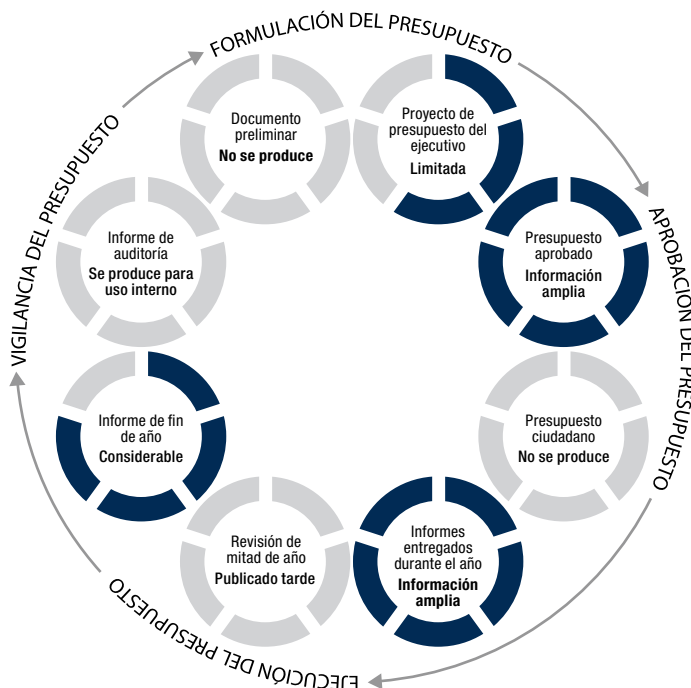 FORMULACIÓN DEL PRESUPUESTO
Documento
preliminar
No se produce
Proyecto de
presupuesto del
ejecutivo
Limitada
APROBACIÓN DEL PRESUPUESTO
Presupuesto
aprobado
Información
amplia
Presupuesto
ciudadano
No se produce
EJECUCIÓN DEL PRESUPUESTO
Informes
entregados
durante el año
Información
amplia
Revisión de
mitad de año
Publicado tarde
VIGILANCIA DEL PRESUPUESTO
Informe de fin
de año
Considerable
Informe de
auditoría
Se produce para
uso interno